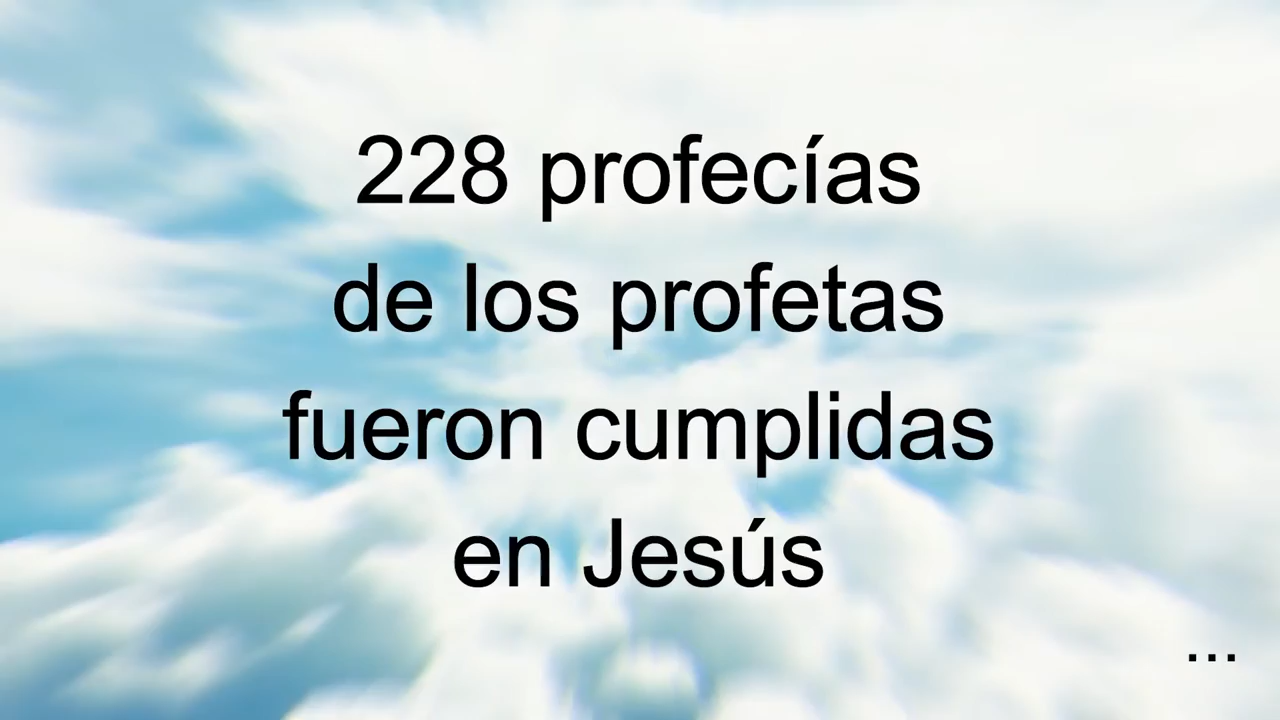 228 profecías
de los profetas
fueron cumplidas
en Jesús
...